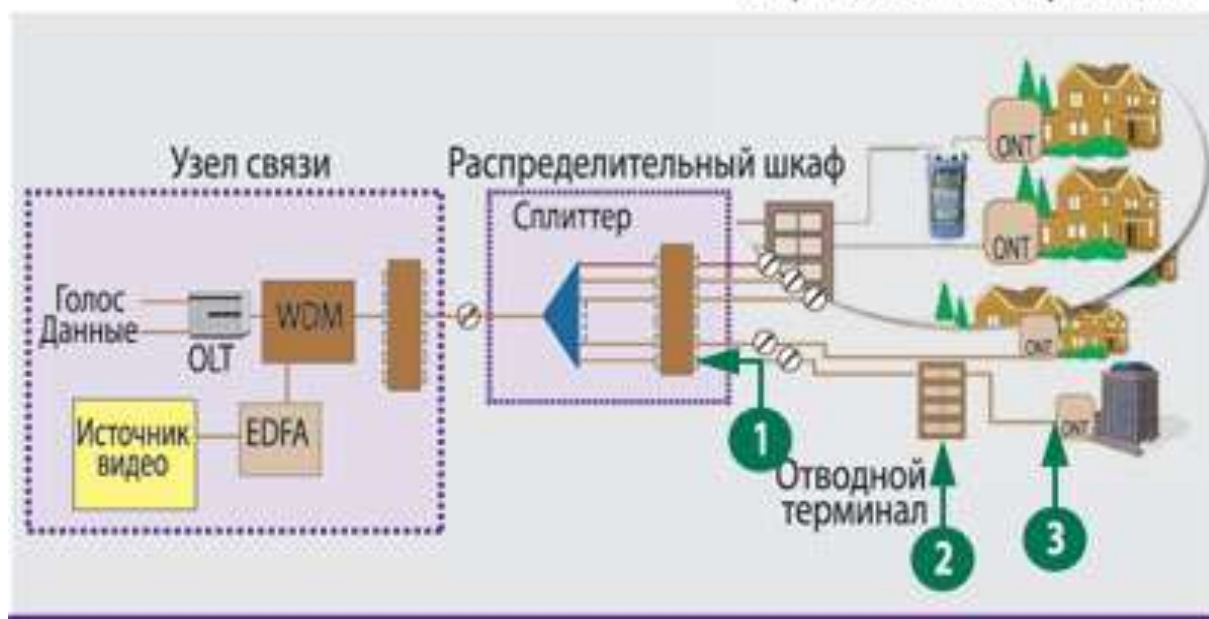 Узел связи
Распределительный шкаф
Сплиттер
Голос
Данные
OLT
WDM
EDFA
Источник
видео
ONT
ONT
ONT
ONT
Отводной
терминал
1
2
3